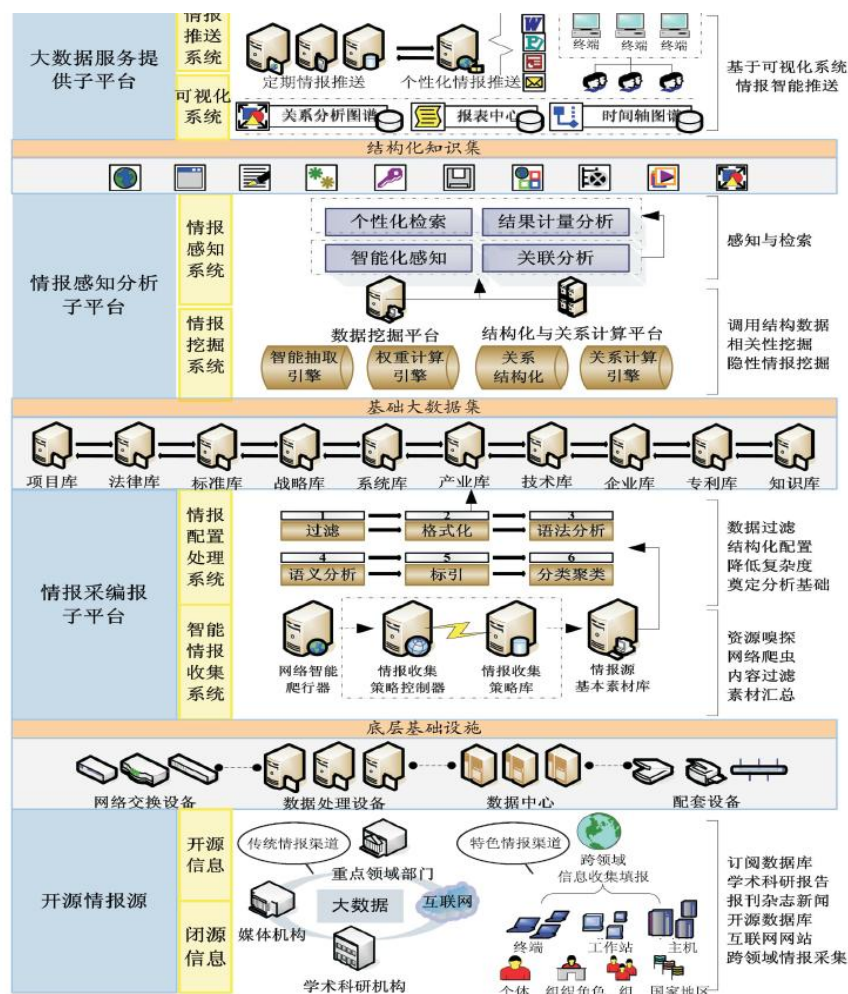 情报
推送
系统
大数据服务提
供子平台
定期情报推送
个性化情报推送
W
P
终端
终端
终端
基于可视化系统
情报智能推送
可视化
系统
关系分析图谱
报表中心
时间轴图谱
结构化知识集
情报感知分析
子平台
情报
感知
系统
个性化检索
结果计量分析
智能化感知
关联分析
感知与检索
情报
挖掘
系统
数据挖掘平台
结构化与关系计算平台
智能抽取
引擎
权重计算
引擎
关系
结构化
关系计算
引擎
调用结构数据
相关性挖掘
隐性情报挖掘
基础大数据集
项目库
法律库
标准库
战略库
系统库
产业库
技术库
企业库
专利库
知识库
情报采编报
子平台
情报
配置
处理
系统
1
过滤
2
格式化
3
语法分析
4
语义分析
5
标引
6
分类聚类
数据过滤
结构化配置
降低复杂度
奠定分析基础
智能
情报
收集
系统
网络智能
爬行器
情报收集
策略控制器
情报收集
策略库
情报源
基本素材库
资源嗅探
网络爬虫
内容过滤
素材汇总
底层基础设施
网络交换设备
数据处理设备
数据中心
配套设备
开源情报源
开源
信息
闭源
信息
传统情报渠道
重点领域部门
大数据
互联网
媒体机构
学术科研机构
特色情报渠道
跨领域
信息收集填报
终端
工作站
主机
个体
组织角色
组
国家地区
订阅数据库
学术科研报告
报刊杂志新闻
开源数据库
互联网网站
跨领域情报采集